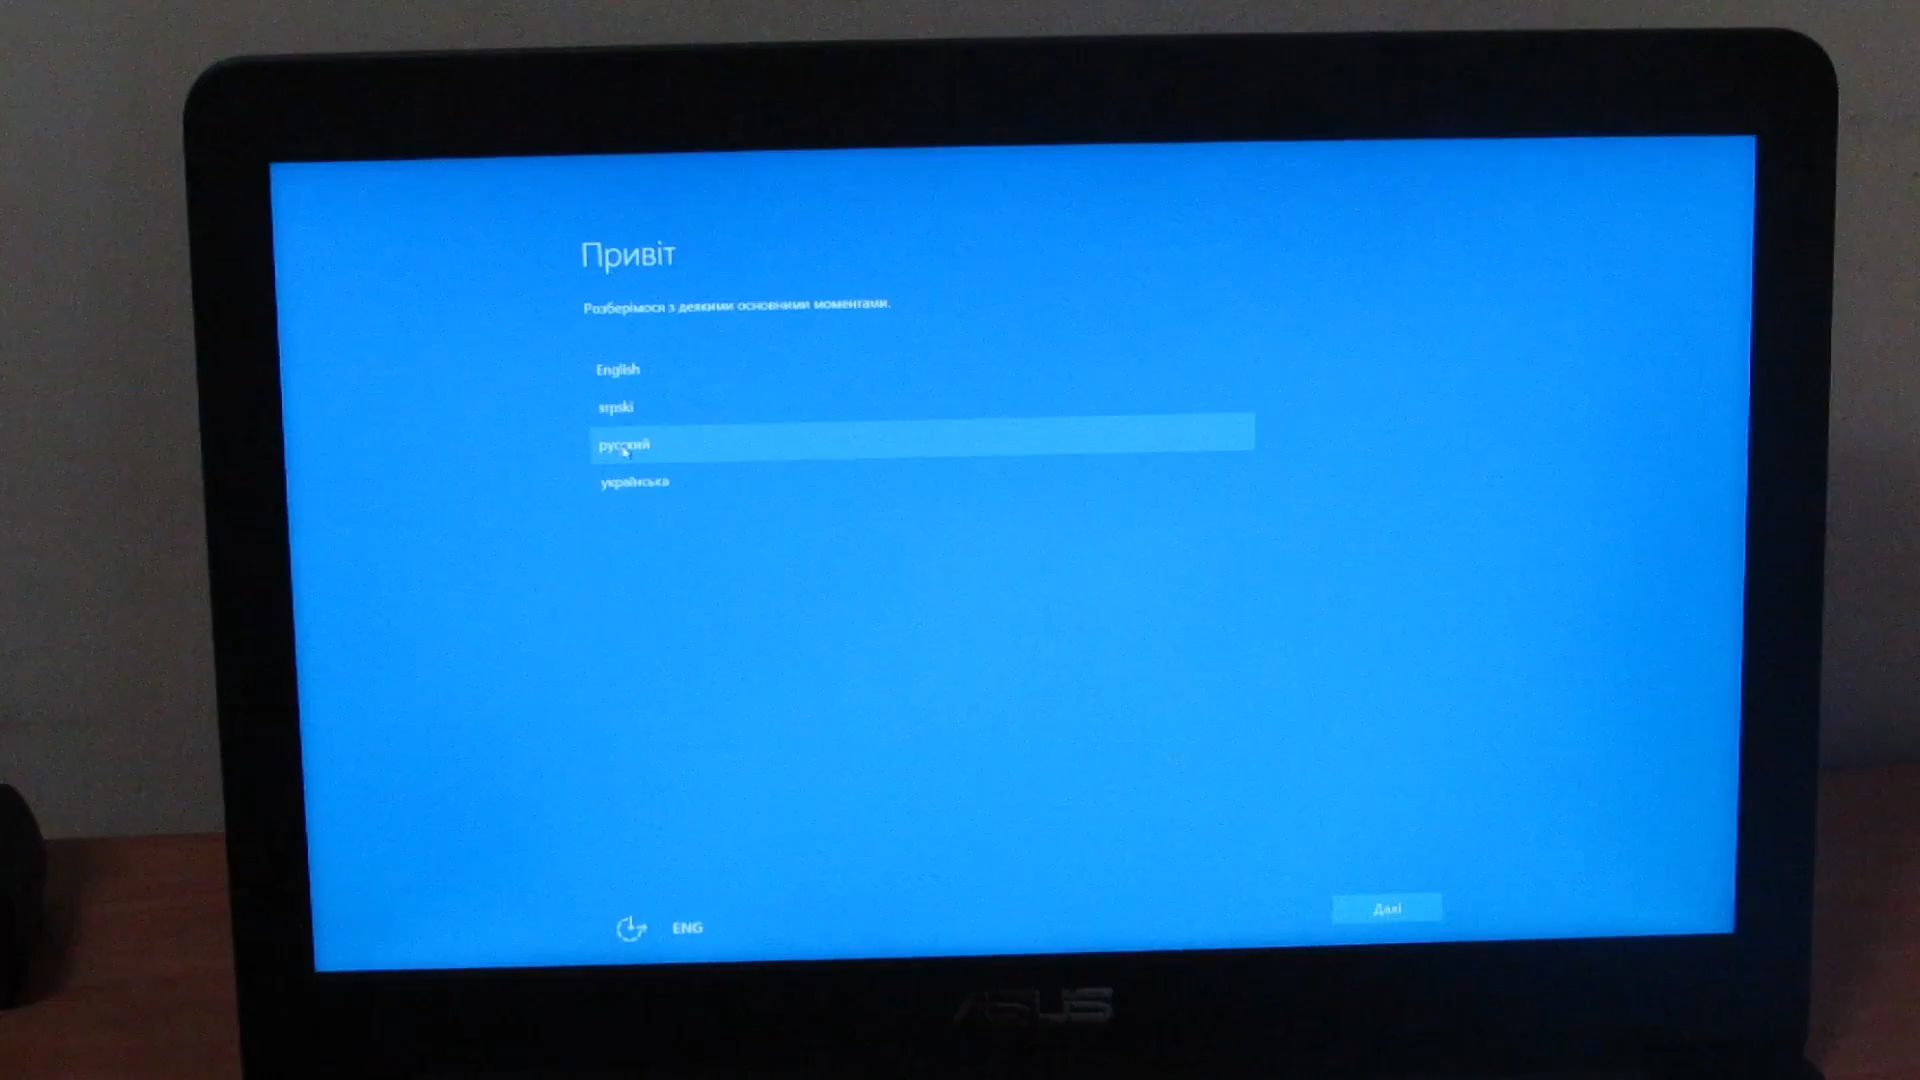 Привіт
Розберімося з деякими основними моментами.
English
srpski
русский
українська
ENG
Далі
ASUS